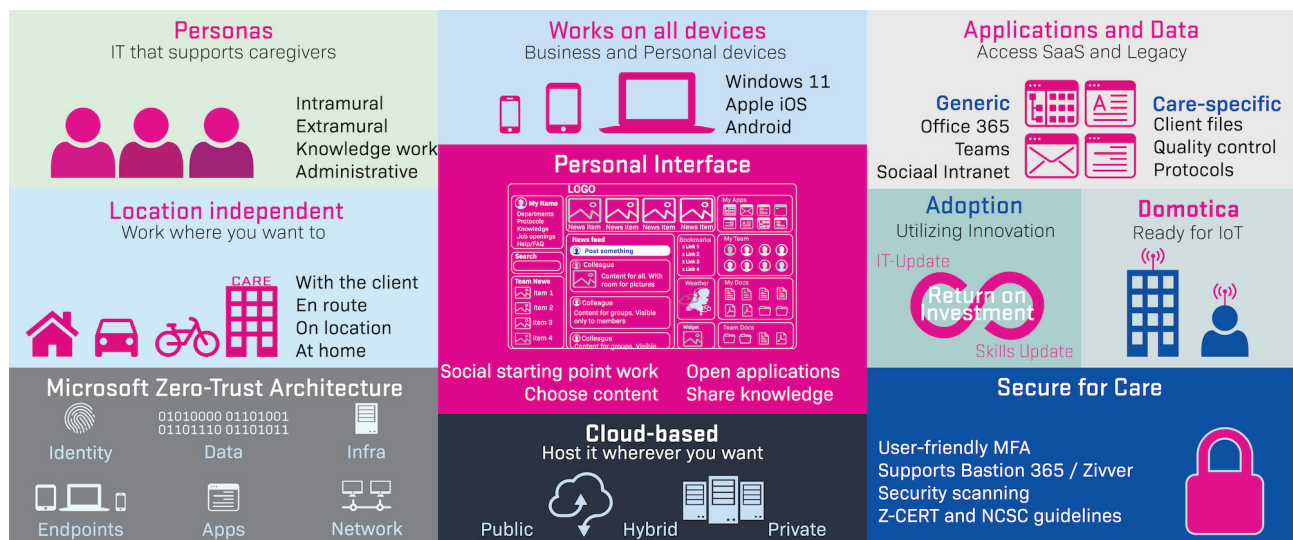 Personas
IT that supports caregivers
Intramural
Extramural
Knowledge work
Administrative
Location independent
Work where you want to
CARE
With the client
En route
On location
At home
Microsoft Zero-Trust Architecture
Identity
01010000 01101001
01101110 01101011
Data
Infra
Endpoints
Apps
Network
Works on all devices
Business and Personal devices
Windows 11
Apple iOS
Android
Personal Interface
LOGO
My Name
Departments
Protocols
Knowledge
Job openings
Help/FAQ
Search
Team News
Item 1
Item 2
Item 3
Item 4
News Item
News Item
News Item
News Item
News feed
Post something
Colleague
Content for all. With
room for pictures
Colleague
Content for groups. Visible
only to members
Colleague
Content for groups. Visible
Bookmarks
Link 1
Link 2
Link 3
Link 4
Weather
Widget
My Apps
My Team
My Docs
Team Docs
Social starting point work
Choose content
Open applications
Share knowledge
Cloud-based
Host it wherever you want
Public
Hybrid
Private
Applications and Data
Access SaaS and Legacy
Generic
Office 365
Teams
Sociaal Intranet
A
Care-specific
Client files
Quality control
Protocols
Adoption
Utilizing Innovation
IT-Update
Return on
Investment
Skills Update
Domotica
Ready for IoT
Secure for Care
User-friendly MFA
Supports Bastion 365 / Zivver
Security scanning
Z-CERT and NCSC guidelines